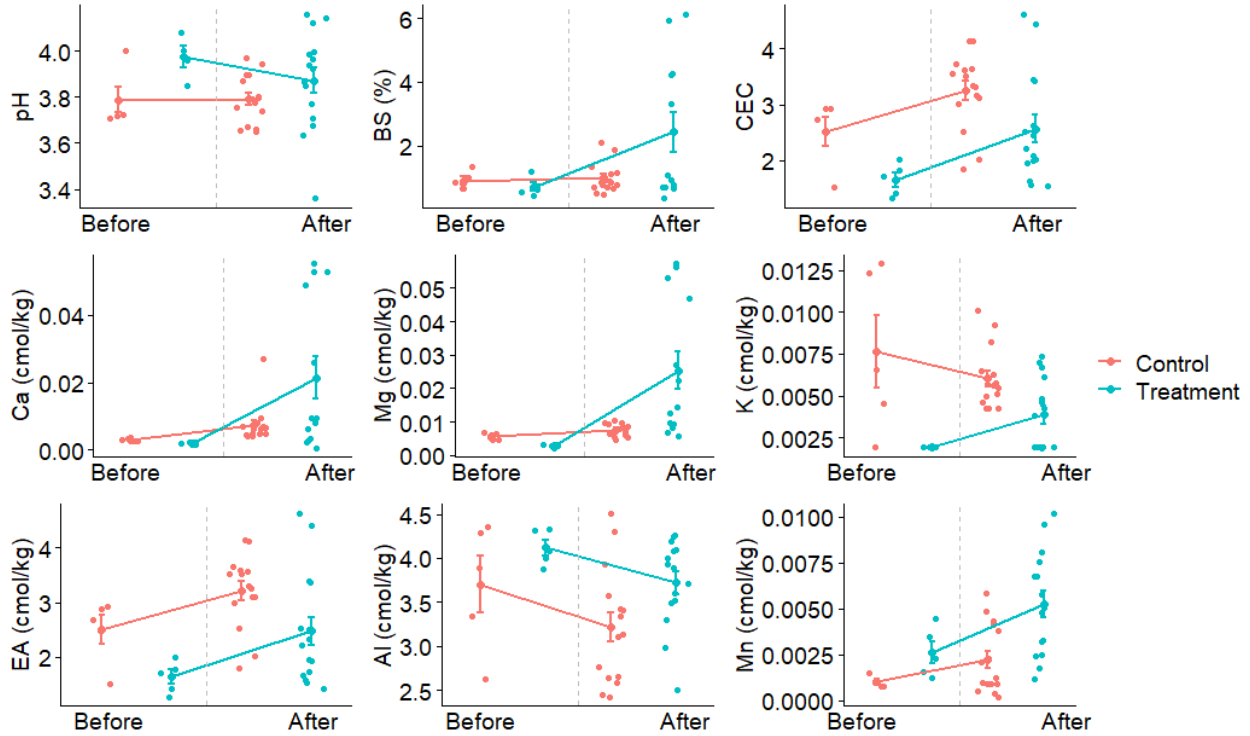 pH
4.0
3.8
3.6
3.4
Before
After
BS (%)
6
4
2
Before
After
CEC
4
3
2
Before
After
Ca (cmol/kg)
0.04
0.02
0.00
Before
After
Mg (cmol/kg)
0.05
0.04
0.03
0.02
0.01
0.00
Before
After
K (cmol/kg)
0.0125
0.0100
0.0075
0.0050
0.0025
Before
After
Control
Treatment
EA (cmol/kg)
4
3
2
Before
After
Al (cmol/kg)
4.5
4.0
3.5
3.0
2.5
Before
After
Mn (cmol/kg)
0.0100
0.0075
0.0050
0.0025
0.0000
Before
After